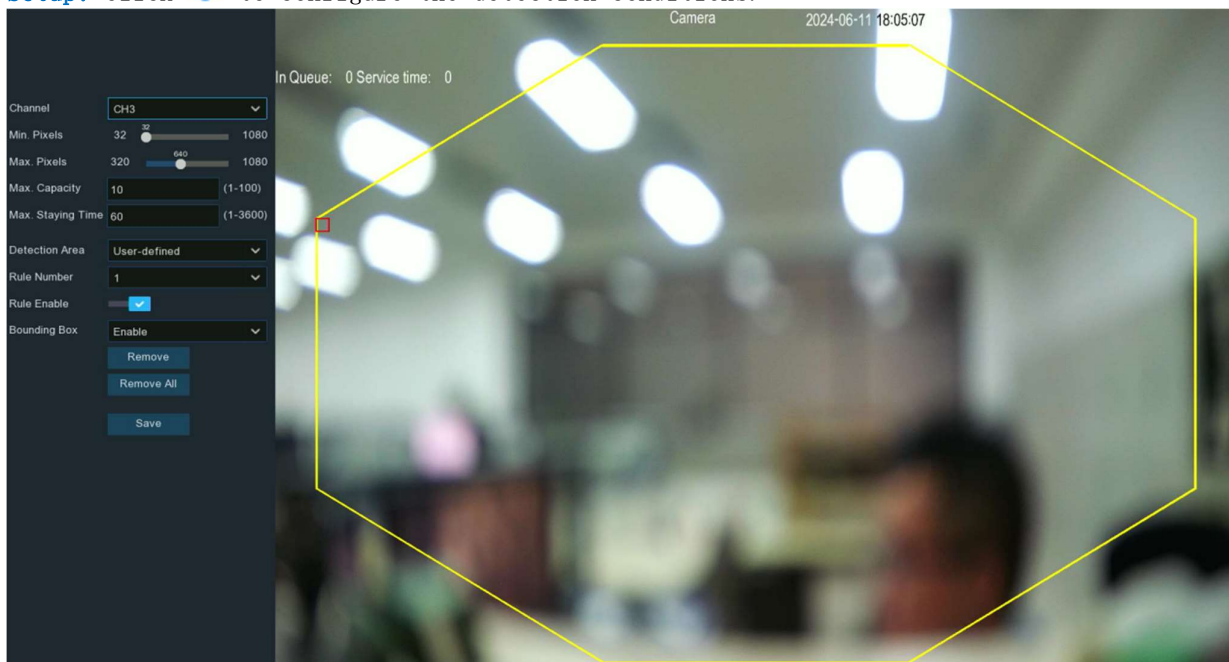 Camera 2024-06-11 18:05:07
In Queue: 0 Service time: 0
Channel CH3
Min. Pixels 32 32 1080
Max. Pixels 320 640 1080
Max. Capacity 10 (1-100)
Max. Staying Time 60 (1-3600)
Detection Area User-defined
Rule Number 1
Rule Enable
Bounding Box Enable
Remove
Remove All
Save